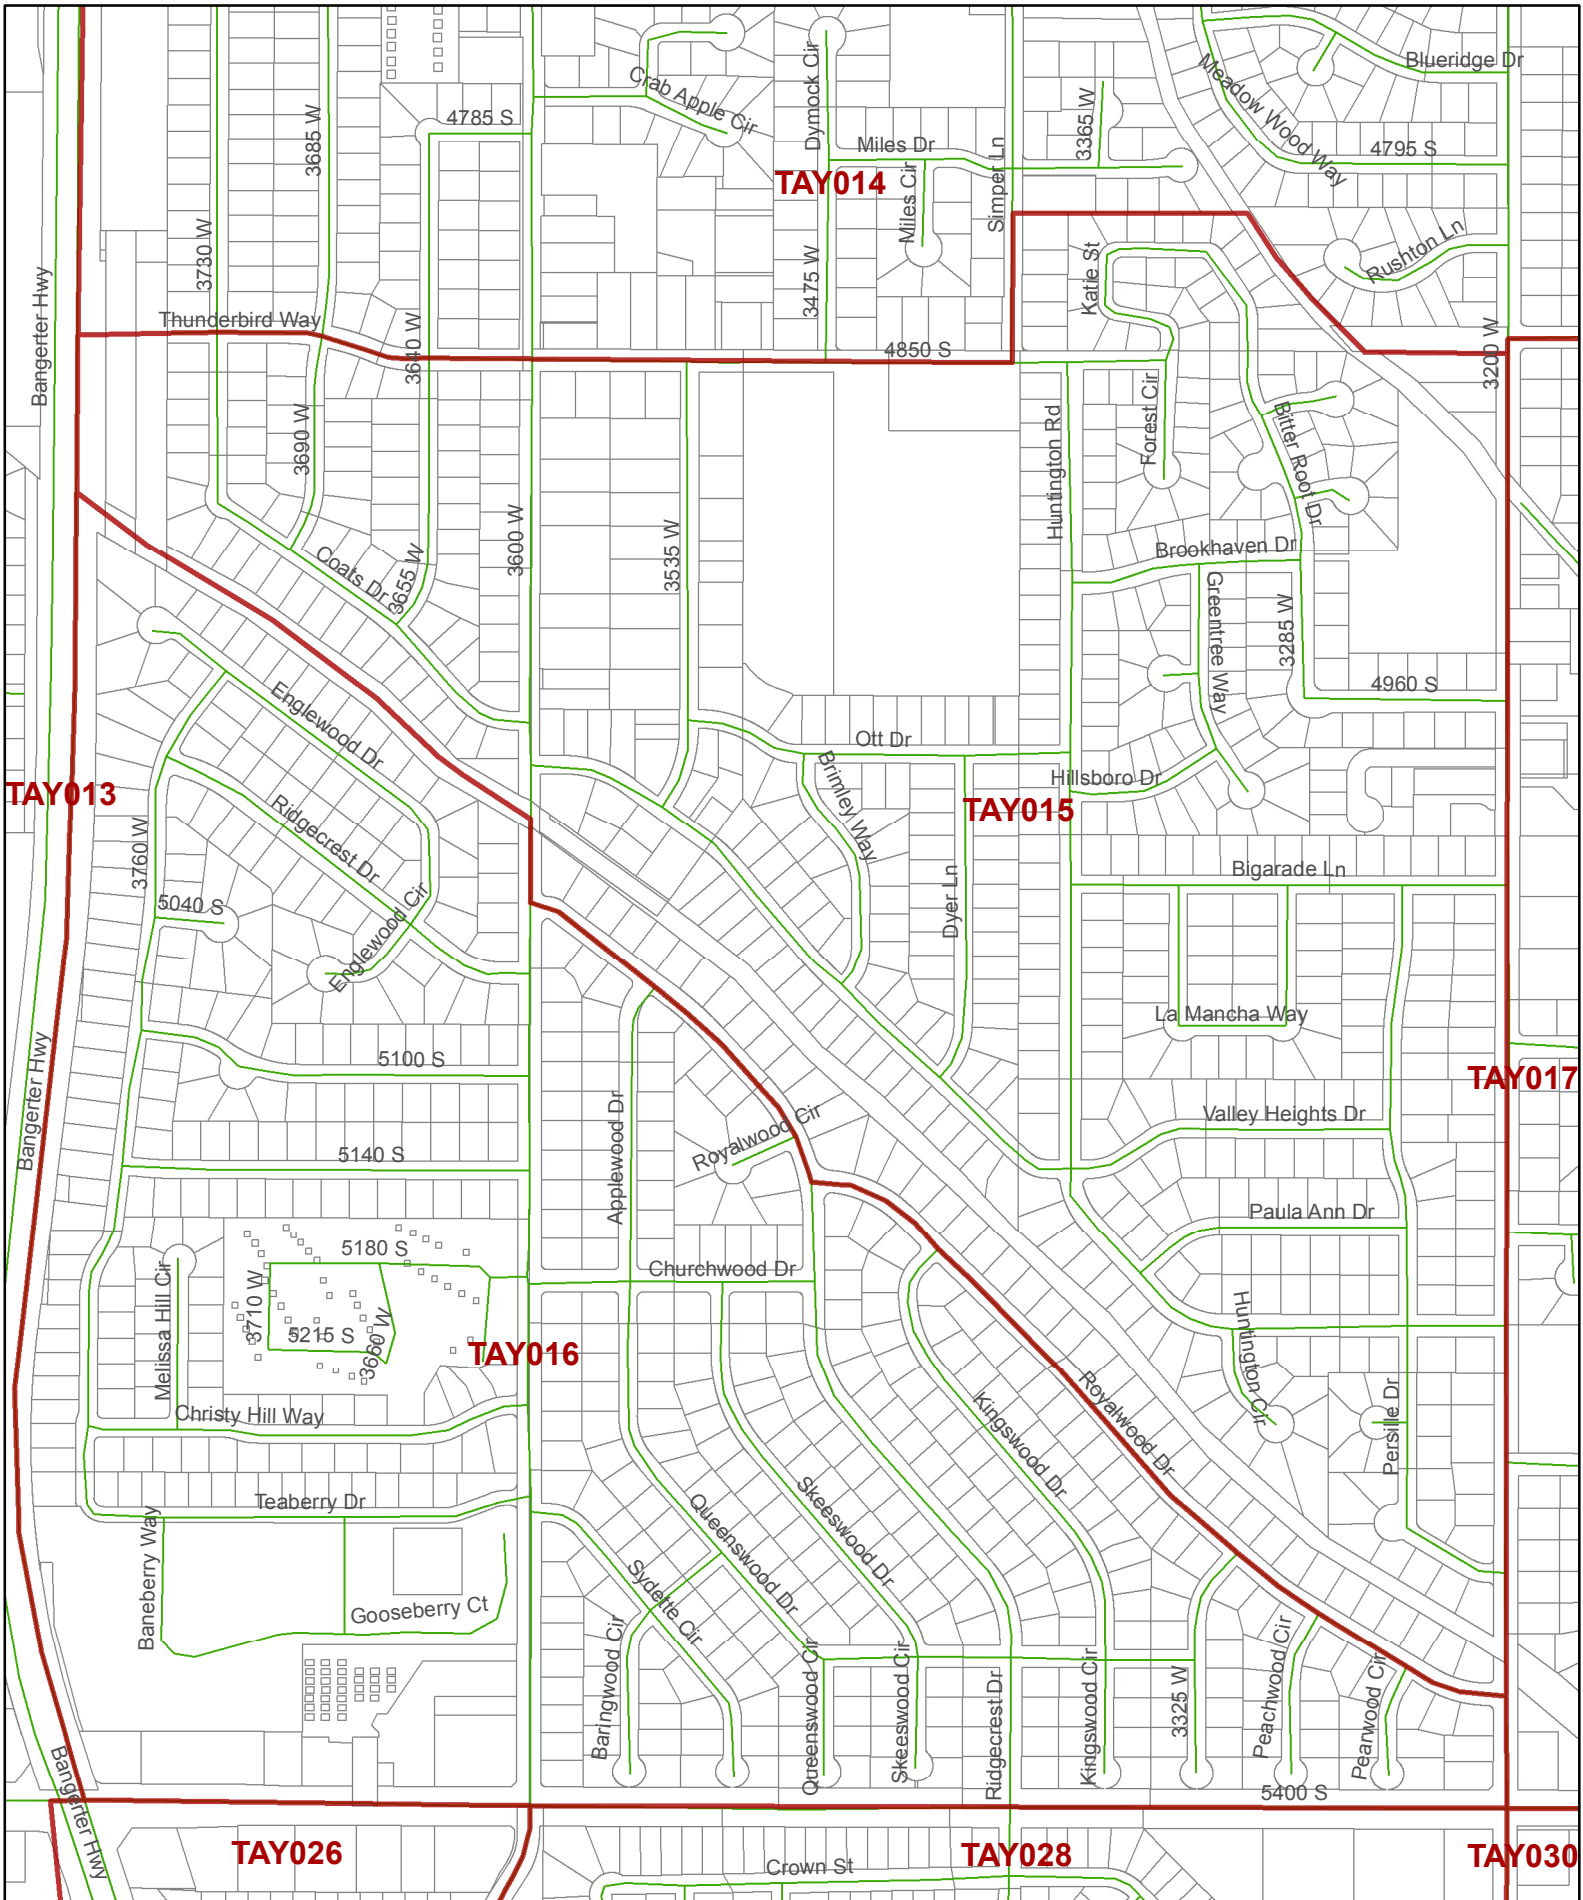 Blueridge Dr
Meadow Wood Way
Crab Apple Cir
Dymock Cir
3685 W
4785 S
3365 W
Miles Dr
4795 S
TAY014
Miles Cir
Simper Ln
3730 W
3475 W
Katie St
Rushton Ln
Bangerter Hwy
Thunderbird Way
3640 W
4850 S
3200 W
3690 W
Huntington Rd
Forest Cir
Bitter Root Dr
3600 W
3535 W
Coats Dr
3655 W
Brookhaven Dr
Greentree Way
3285 W
4960 S
Englewood Dr
Ott Dr
Brimley Way
Hillsboro Dr
TAY013
TAY015
Ridgecrest Dr
3760 W
Bigarade Ln
5040 S
Englewood Cir
Dyer Ln
La Mancha Way
Bangerter Hwy
5100 S
TAY017
Applewood Dr
Royalwood Cir
Valley Heights Dr
5140 S
Paula Ann Dr
5180 S
Melissa Hill Cir
3710 W
Churchwood Dr
5215 S
3660 W
TAY016
Huntington Cir
Kingswood Dr
Royalwood Dr
Persille Dr
Christy Hill Way
Teaberry Dr
Queenswood Dr
Skeeswood Dr
Baneberry Way
Gooseberry Ct
Sydette Cir
Baringwood Cir
Queenswood Cir
Skeeswood Cir
Ridgecrest Dr
Kingswood Cir
3325 W
Peachwood Cir
Pearwood Cir
Bangerter Hwy
5400 S
TAY026
TAY028
TAY030
Crown St